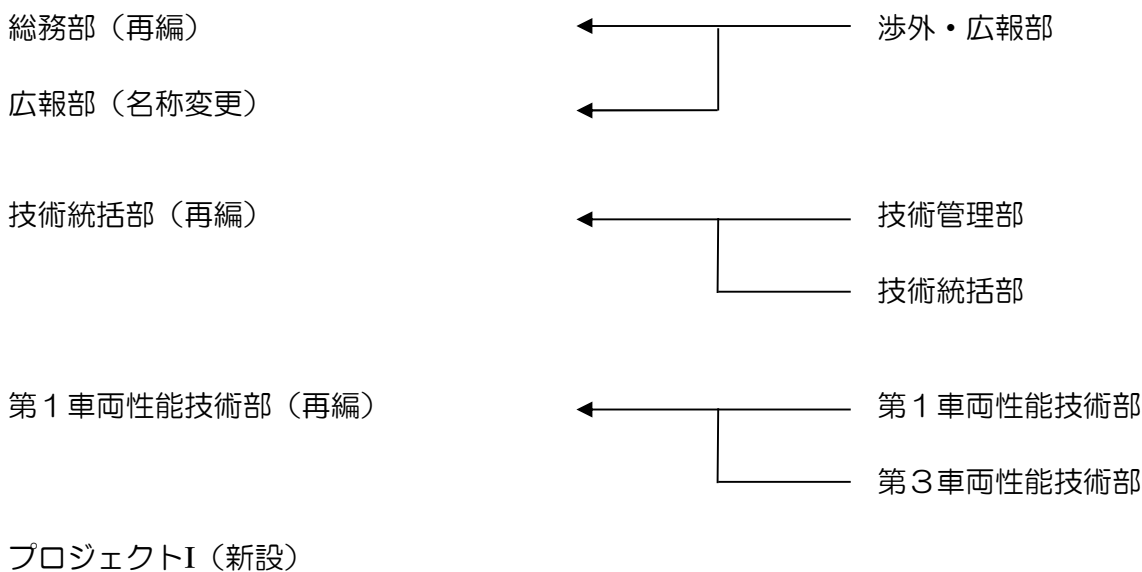 総務部（再編） 渉外・広報部
広報部（名称変更）
技術統括部（再編） 技術管理部
技術統括部
第１車両性能技術部（再編） 第１車両性能技術部
第３車両性能技術部
プロジェクトI（新設）